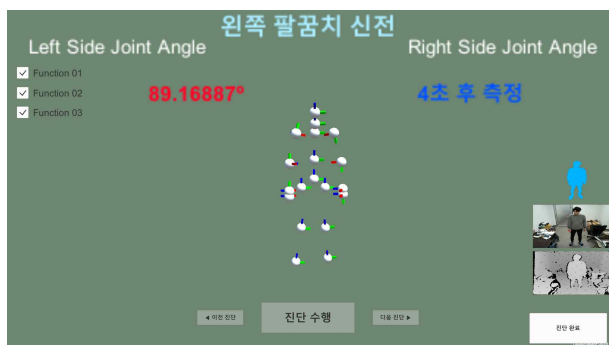 왼쪽 팔꿈치 신전
Left Side Joint Angle
Right Side Joint Angle
Function 01
Function 02
Function 03
89.16887º
4초 후 측정
◀ 이전 진단
진단 수행
다음 진단 ▶
진단 완료